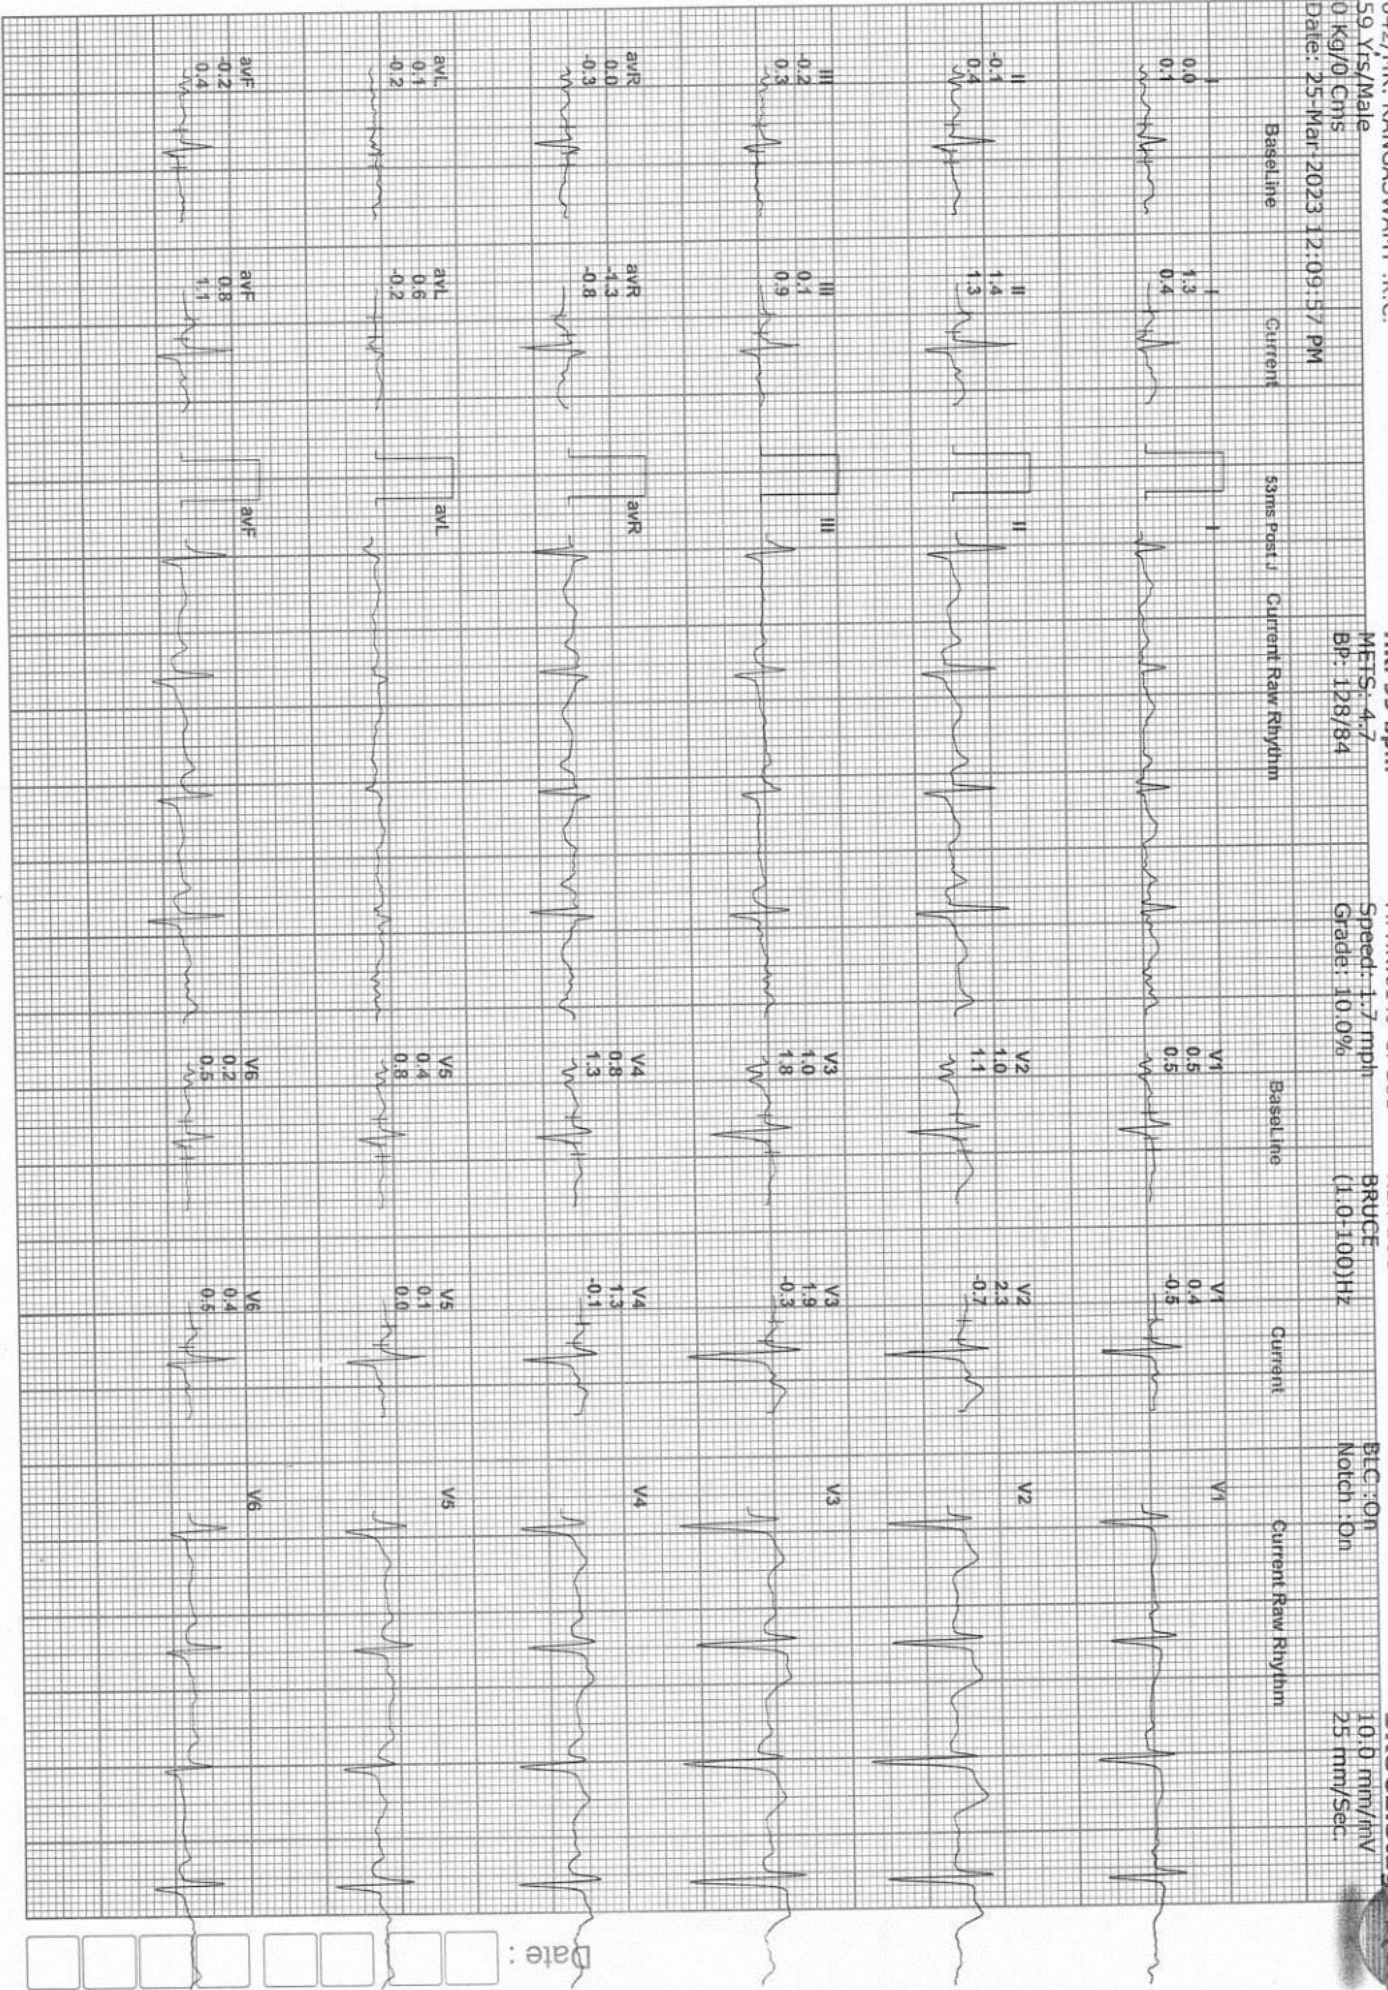 59 Yrs/Male
0 Kg/0 Cms
Date: 25-Mar-2023 12:09:57 PM
METS: 4.7
BP: 128/84
Speed: 1.7 mph
Grade: 10.0%
BRUCE
(1.0-100)Hz
BLC :On
Notch :On
10.0 mm/mV
25 mm/Sec.
BaseLine Current 53ms Post J Current Raw Rhythm BaseLine Current Current Raw Rhythm
I I I V1 V1 V1
0.0 1.3 0.5 0.4
0.1 0.4 0.5 -0.5
II II II V2 V2 V2
-0.1 1.4 1.0 2.3
0.4 1.3 1.1 -0.7
III III III V3 V3 V3
-0.2 0.1 1.0 1.9
0.3 0.9 1.8 -0.3
avR avR avR V4 V4 V4
0.0 -1.3 0.8 1.3
-0.3 -0.8 1.3 -0.1
avL avL avL V5 V5 V5
0.1 0.6 0.4 0.1
-0.2 -0.2 0.8 0.0
avF avF avF V6 V6 V6
-0.2 0.8 0.2 0.4
0.4 1.1 0.5 0.5
Date :